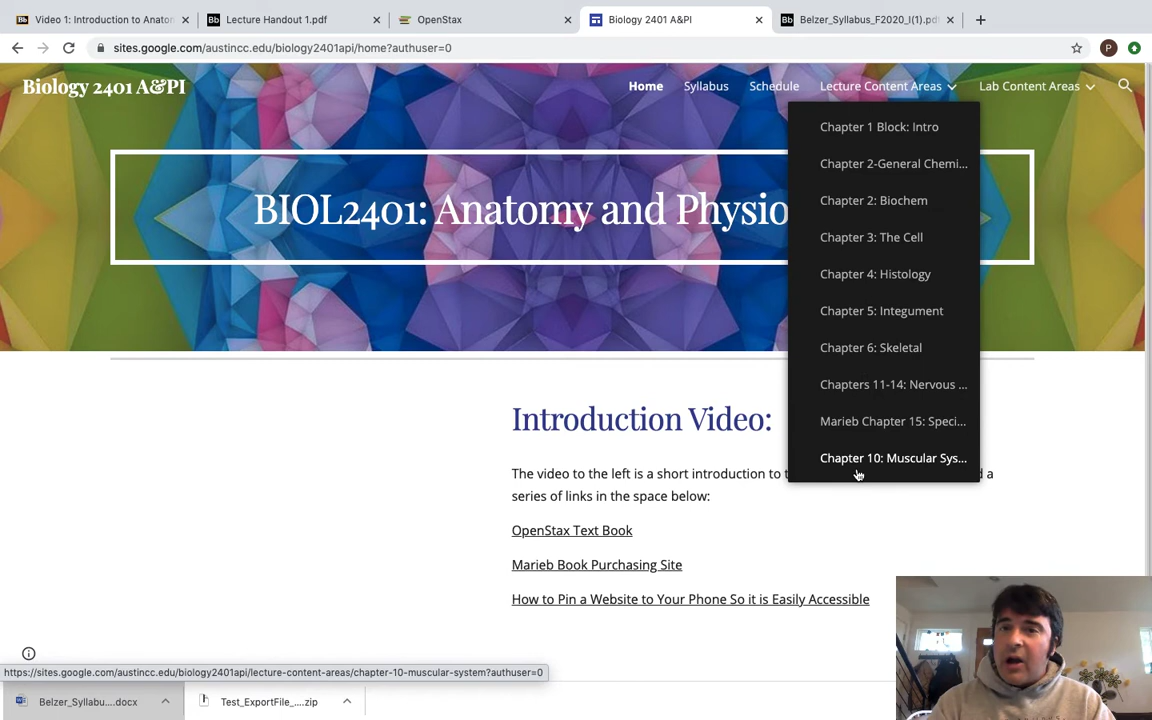 Video 1: Introduction to Anaton
Lecture Handout 1.pdf
OpenStax
Biology 2401 A&PI
Belzer_Syllabus_F2020_I(1).pdf
sites.google.com/austincc.edu/biology2401api/home?authuser=0
P
Biology 2401 A&PI
Home
Syllabus
Schedule
Lecture Content Areas
Lab Content Areas
Chapter 1 Block: Intro
Chapter 2-General Chemi...
Chapter 2: Biochem
Chapter 3: The Cell
Chapter 4: Histology
Chapter 5: Integument
Chapter 6: Skeletal
Chapters 11-14: Nervous ...
Marieb Chapter 15: Speci...
Chapter 10: Muscular Sys...
BIOL2401: Anatomy and Physio
Introduction Video:
The video to the left is a short introduction to t d a
series of links in the space below:
OpenStax Text Book
Marieb Book Purchasing Site
How to Pin a Website to Your Phone So it is Easily Accessible
https://sites.google.com/austincc.edu/biology2401api/lecture-content-areas/chapter-10-muscular-system?authuser=0
Belzer_Syllabu....docx
Test_ExportFile_....zip